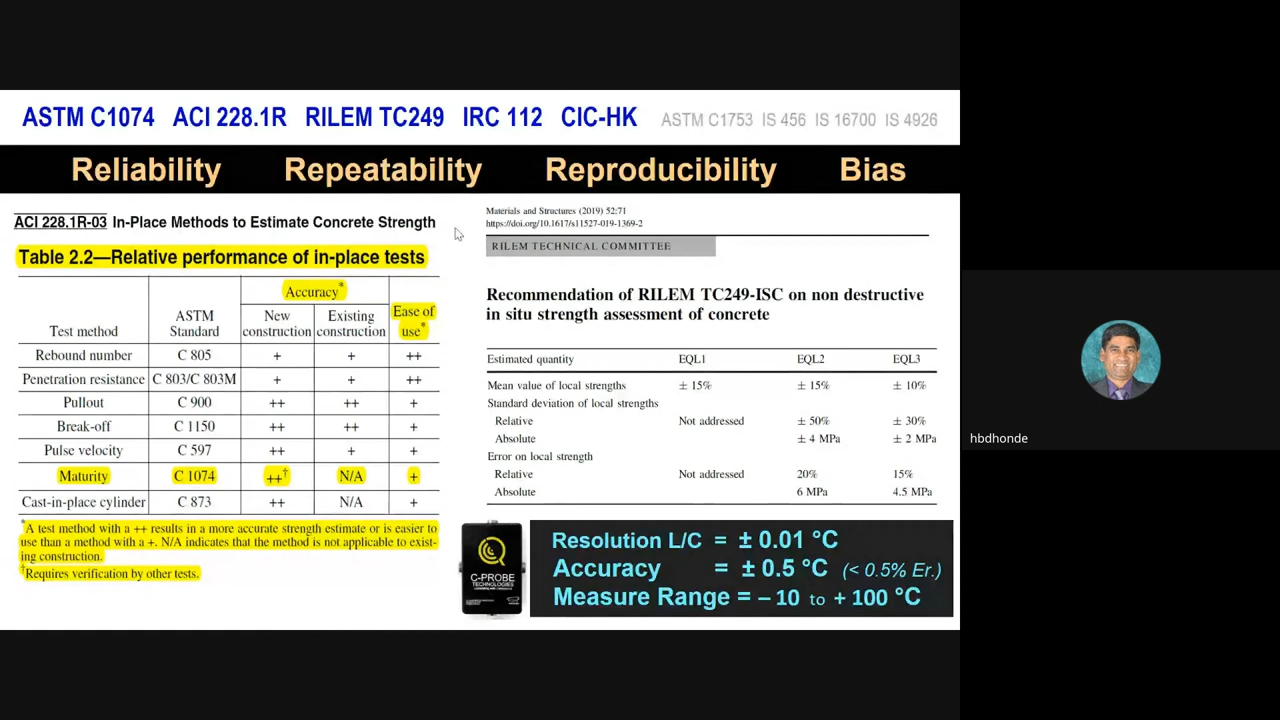 ASTM C1074 ACI 228.1R RILEM TC249 IRC 112 CIC-HK ASTM C1753 IS 456 IS 16700 IS 4926
Reliability Repeatability Reproducibility Bias
ACI 228.1R-03 In-Place Methods to Estimate Concrete Strength
Table 2.2—Relative performance of in-place tests
Accuracy*
Test method ASTM Standard New construction Existing construction Ease of use*
Rebound number C 805 + + ++
Penetration resistance C 803/C 803M + + ++
Pullout C 900 ++ ++ +
Break-off C 1150 ++ ++ +
Pulse velocity C 597 ++ + +
Maturity C 1074 ++† N/A +
Cast-in-place cylinder C 873 ++ N/A +
*A test method with a ++ results in a more accurate strength estimate or is easier to
use than a method with a +. N/A indicates that the method is not applicable to exist-
ing construction.
†Requires verification by other tests.
Materials and Structures (2019) 52:71
https://doi.org/10.1617/s11527-019-1369-2
RILEM TECHNICAL COMMITTEE
Recommendation of RILEM TC249-ISC on non destructive
in situ strength assessment of concrete
Estimated quantity EQL1 EQL2 EQL3
Mean value of local strengths ± 15% ± 15% ± 10%
Standard deviation of local strengths
Relative Not addressed ± 50% ± 30%
Absolute ± 4 MPa ± 2 MPa
Error on local strength
Relative Not addressed 20% 15%
Absolute 6 MPa 4.5 MPa
C-PROBE
TECHNOLOGIES
Resolution L/C = ± 0.01 °C
Accuracy = ± 0.5 °C (< 0.5% Er.)
Measure Range = – 10 to + 100 °C
hbdhonde